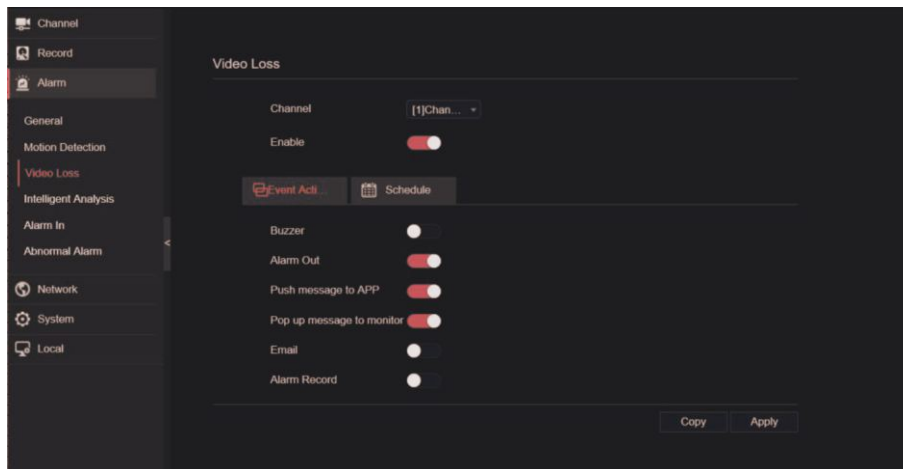 Channel
Record
Alarm
General
Motion Detection
Video Loss
Intelligent Analysis
Alarm In
Abnormal Alarm
Network
System
Local
Video Loss
Channel [1]Chan...
Enable
Event Acti... Schedule
Buzzer
Alarm Out
Push message to APP
Pop up message to monitor
Email
Alarm Record
Copy Apply